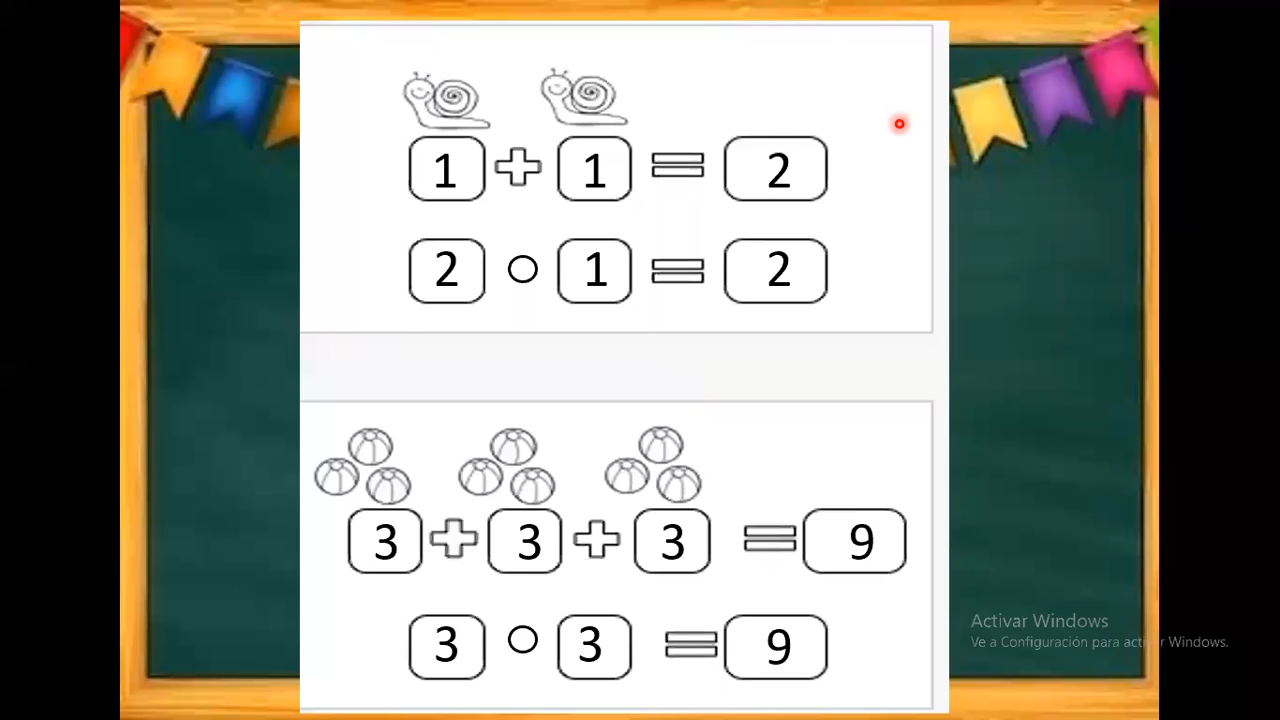 1 + 1 = 2
2 ○ 1 = 2
3 + 3 + 3 = 9
3 ○ 3 = 9
Activar Windows
Ve a Configuración para activar Windows.